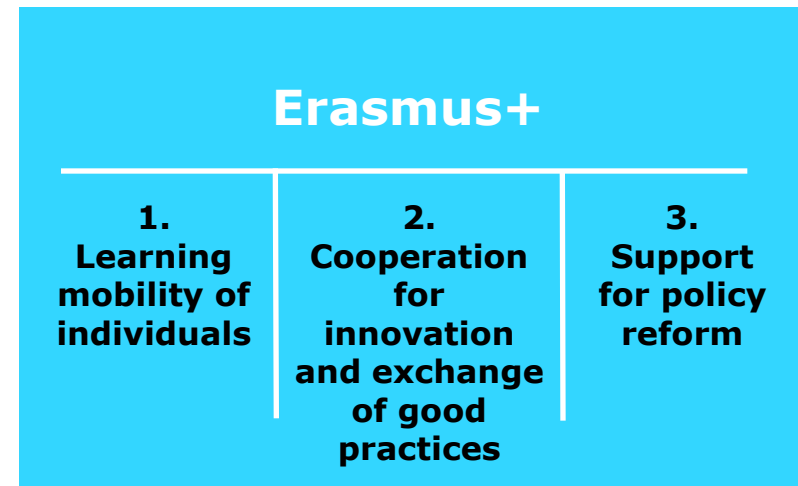 Erasmus+
1.
Learning
mobility of
individuals
2.
Cooperation
for
innovation
and exchange
of good
practices
3.
Support
for policy
reform